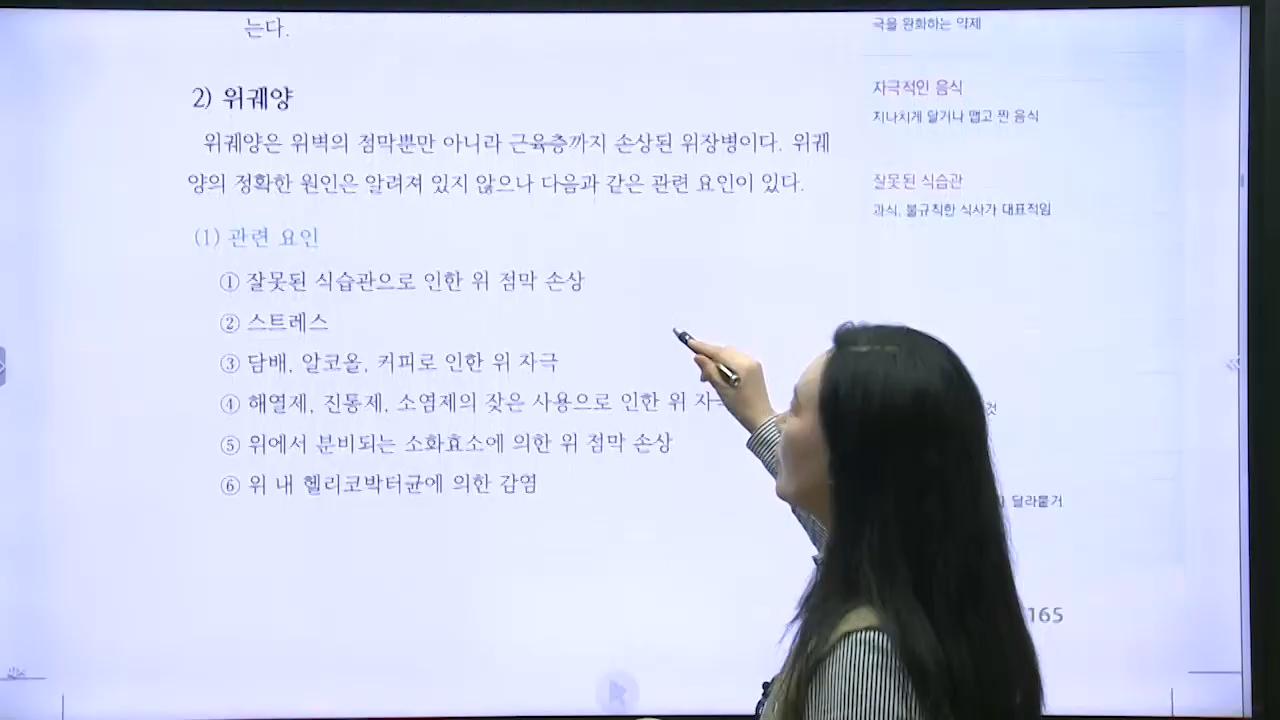 는다.
2) 위궤양
위궤양은 위벽의 점막뿐만 아니라 근육층까지 손상된 위장병이다. 위궤
양의 정확한 원인은 알려져 있지 않으나 다음과 같은 관련 요인이 있다.
(1) 관련 요인
① 잘못된 식습관으로 인한 위 점막 손상
② 스트레스
③ 담배, 알코올, 커피로 인한 위 자극
④ 해열제, 진통제, 소염제의 잦은 사용으로 인한 위
⑤ 위에서 분비되는 소화효소에 의한 위 점막 손상
⑥ 위 내 헬리코박터균에 의한 감염
극을 완화하는 약제
자극적인 음식
지나치게 달거나 맵고 짠 음식
잘못된 식습관
과식, 불규칙한 식사가 대표적임
것
달라붙거
165